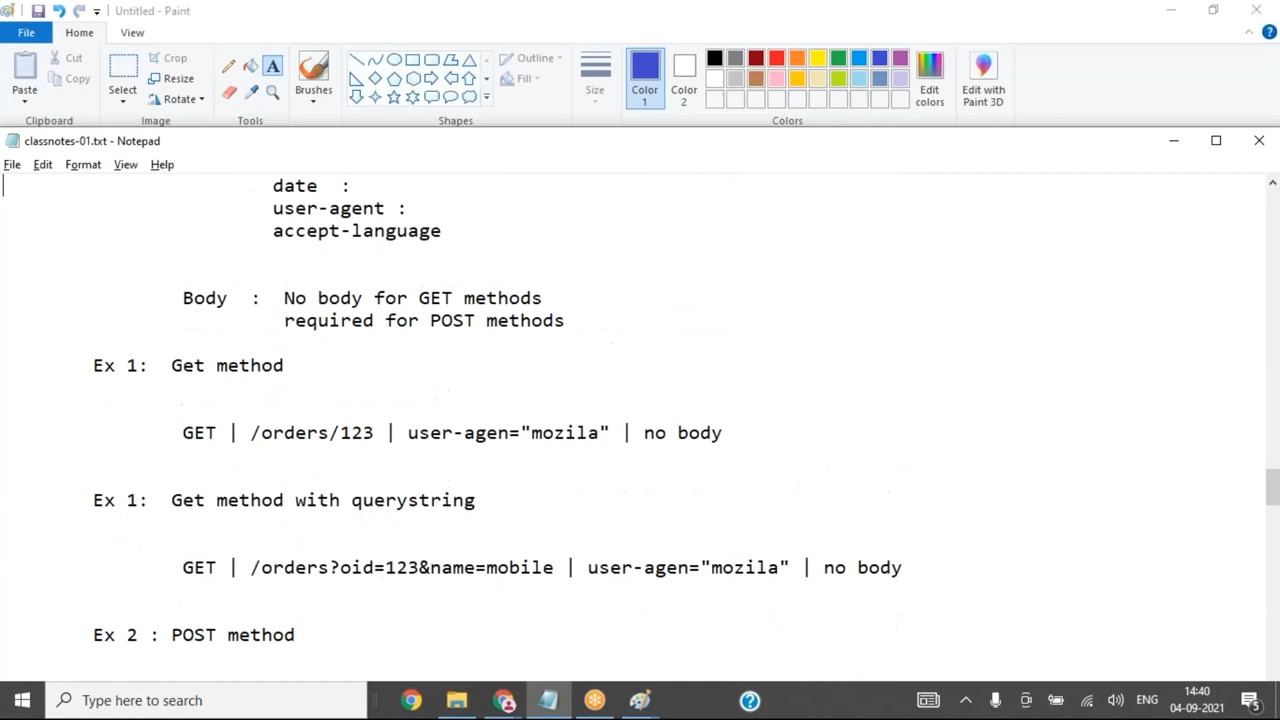 Untitled - Paint
File Home View
Paste
Cut
Copy
Clipboard
Select
Crop
Resize
Rotate
Image
A
Tools
Brushes
Outline
Fill
Shapes
Size
Color 1
Color 2
Edit colors
Colors
Edit with Paint 3D
classnotes-01.txt - Notepad
File Edit Format View Help
date :
user-agent :
accept-language
Body : No body for GET methods
required for POST methods
Ex 1: Get method
GET | /orders/123 | user-agen="mozila" | no body
Ex 1: Get method with querystring
GET | /orders?oid=123&name=mobile | user-agen="mozila" | no body
Ex 2 : POST method
Type here to search
ENG
14:40
04-09-2021
5